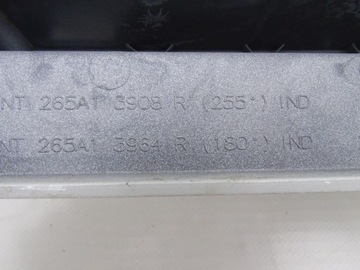 NT 265A1 3908 R (255°) IND
NT 265A1 3964 R (180°) IND